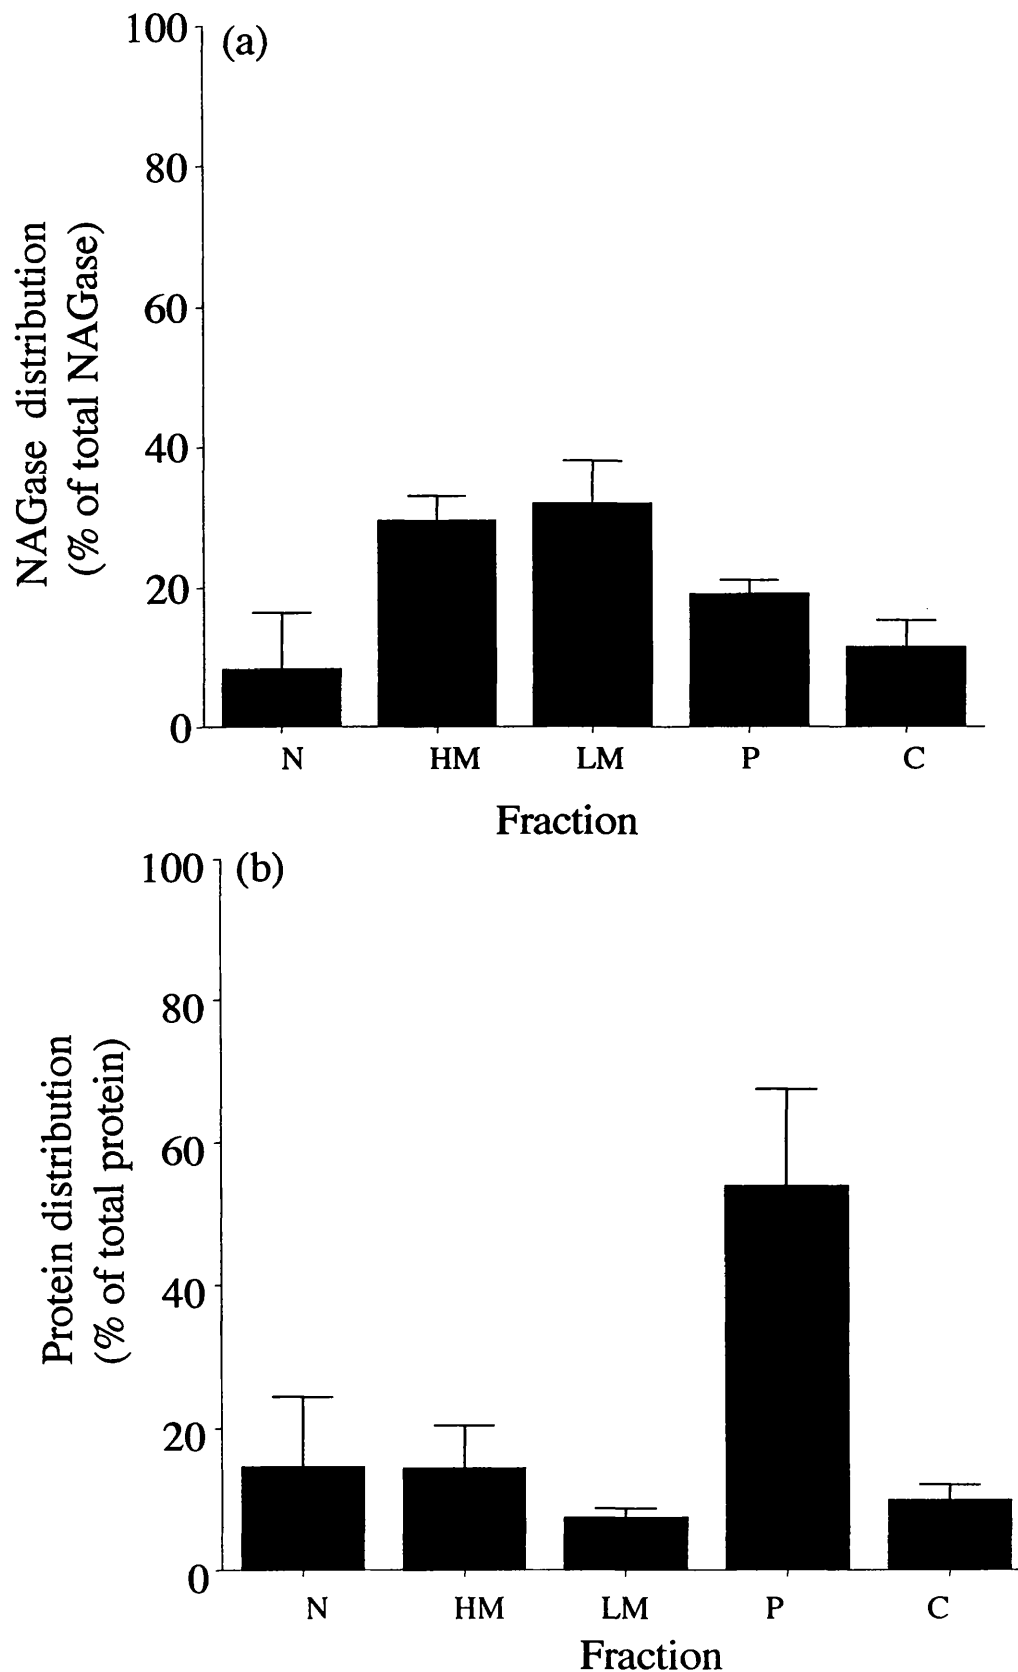 (a)
NAGase distribution
(% of total NAGase)
100
80
60
40
20
0
N HM LM P C
Fraction
(b)
Protein distribution
(% of total protein)
100
80
60
40
20
0
N HM LM P C
Fraction